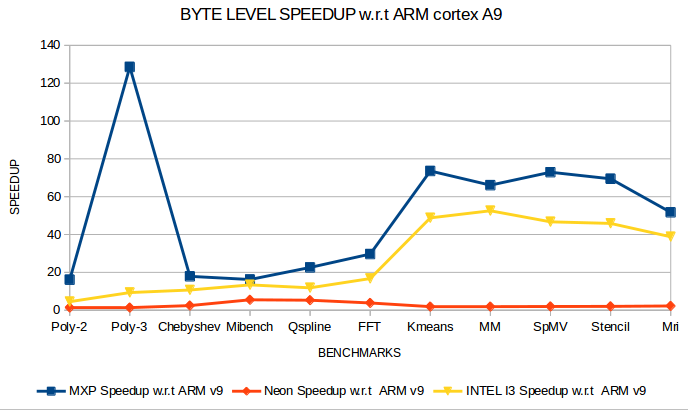 BYTE LEVEL SPEEDUP w.r.t ARM cortex A9
140
120
100
80
60
40
20
0
SPEEDUP
Poly-2 Poly-3 Chebyshev Mibench Qspline FFT Kmeans MM SpMV Stencil Mri
BENCHMARKS
MXP Speedup w.r.t ARM v9 Neon Speedup w.r.t ARM v9 INTEL I3 Speedup w.r.t ARM v9